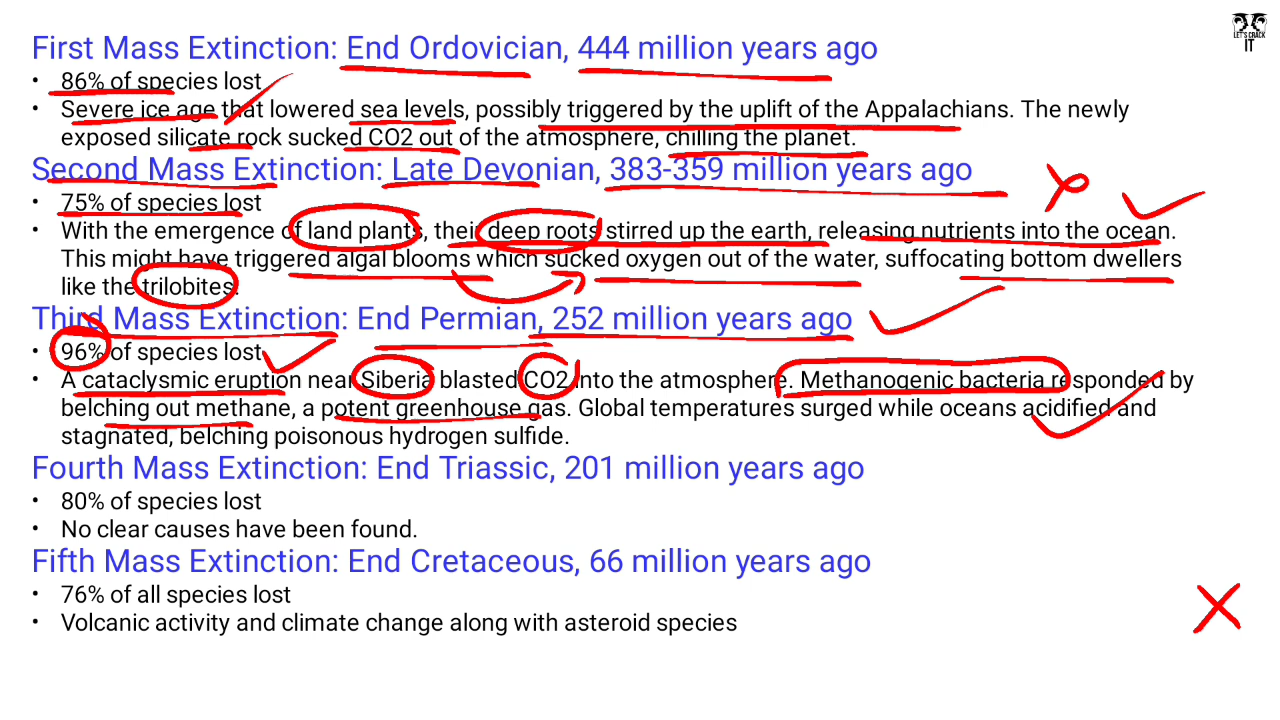 LET'S CRACK
IT
First Mass Extinction: End Ordovician, 444 million years ago
• 86% of species lost
• Severe ice age that lowered sea levels, possibly triggered by the uplift of the Appalachians. The newly
exposed silicate rock sucked CO2 out of the atmosphere, chilling the planet.
Second Mass Extinction: Late Devonian, 383-359 million years ago
• 75% of species lost
• With the emergence of land plants, their deep roots stirred up the earth, releasing nutrients into the ocean.
This might have triggered algal blooms which sucked oxygen out of the water, suffocating bottom dwellers
like the trilobites.
Third Mass Extinction: End Permian, 252 million years ago
• 96% of species lost
• A cataclysmic eruption near Siberia blasted CO2 into the atmosphere. Methanogenic bacteria responded by
belching out methane, a potent greenhouse gas. Global temperatures surged while oceans acidified and
stagnated, belching poisonous hydrogen sulfide.
Fourth Mass Extinction: End Triassic, 201 million years ago
• 80% of species lost
• No clear causes have been found.
Fifth Mass Extinction: End Cretaceous, 66 million years ago
• 76% of all species lost
• Volcanic activity and climate change along with asteroid species